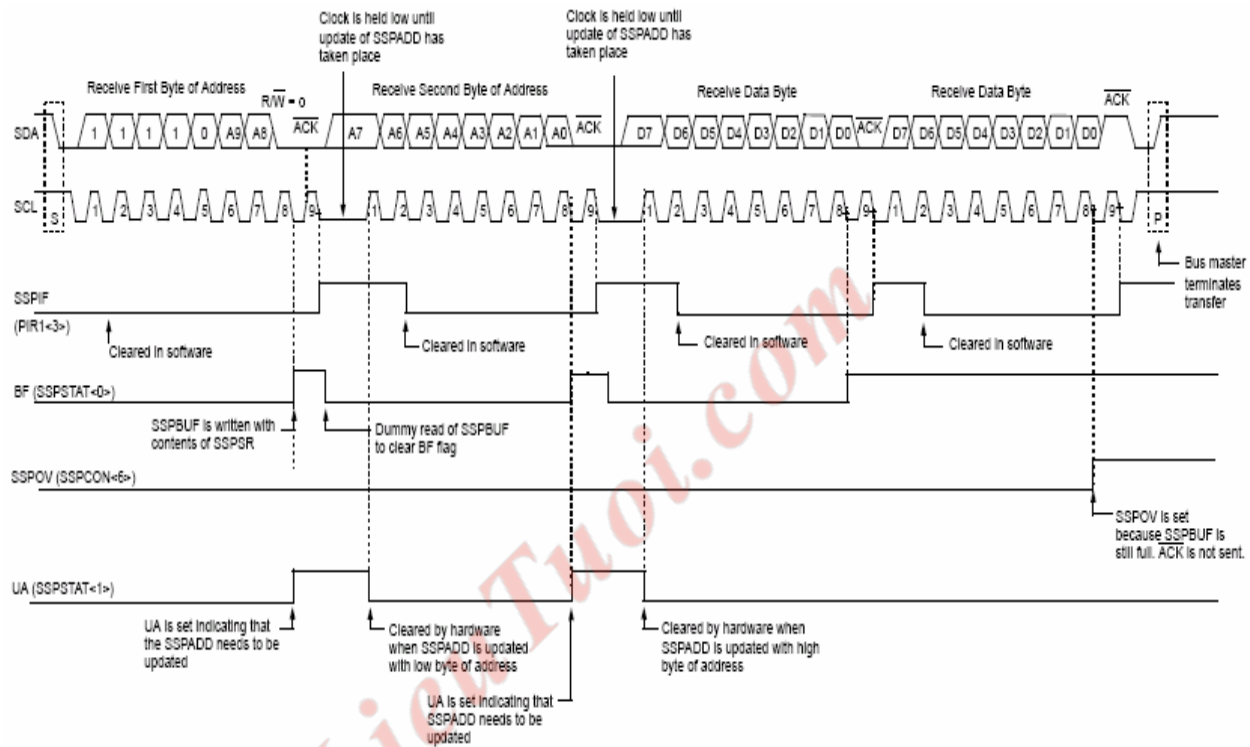 Clock is held low until
update of SSPADD has
taken place
Clock is held low until
update of SSPADD has
taken place
Receive First Byte of Address
R/W = 0
Receive Second Byte of Address
Receive Data Byte
Receive Data Byte
ACK
SDA
1 1 1 1 0 A9 A8
ACK
A7 A6 A5 A4 A3 A2 A1 A0
ACK
D7 D6 D5 D4 D3 D2 D1 D0
ACK
D7 D6 D5 D4 D3 D2 D1 D0
SCL
S
1 2 3 4 5 6 7 8 9
1 2 3 4 5 6 7 8 9
1 2 3 4 5 6 7 8 9
1 2 3 4 5 6 7 8 9
P
Bus master
terminates
transfer
SSPIF
(PIR1<3>)
Cleared in software
Cleared in software
Cleared in software
Cleared in software
BF (SSPSTAT<0>)
SSPBUF is written with
contents of SSPSR
Dummy read of SSPBUF
to clear BF flag
SSPOV (SSPCON<6>)
SSPOV is set
because SSPBUF is
still full. ACK is not sent.
UA (SSPSTAT<1>)
UA is set indicating that
the SSPADD needs to be
updated
Cleared by hardware
when SSPADD is updated
with low byte of address
UA is set indicating that
SSPADD needs to be
updated
Cleared by hardware when
SSPADD is updated with high
byte of address
ieuTuoi.com